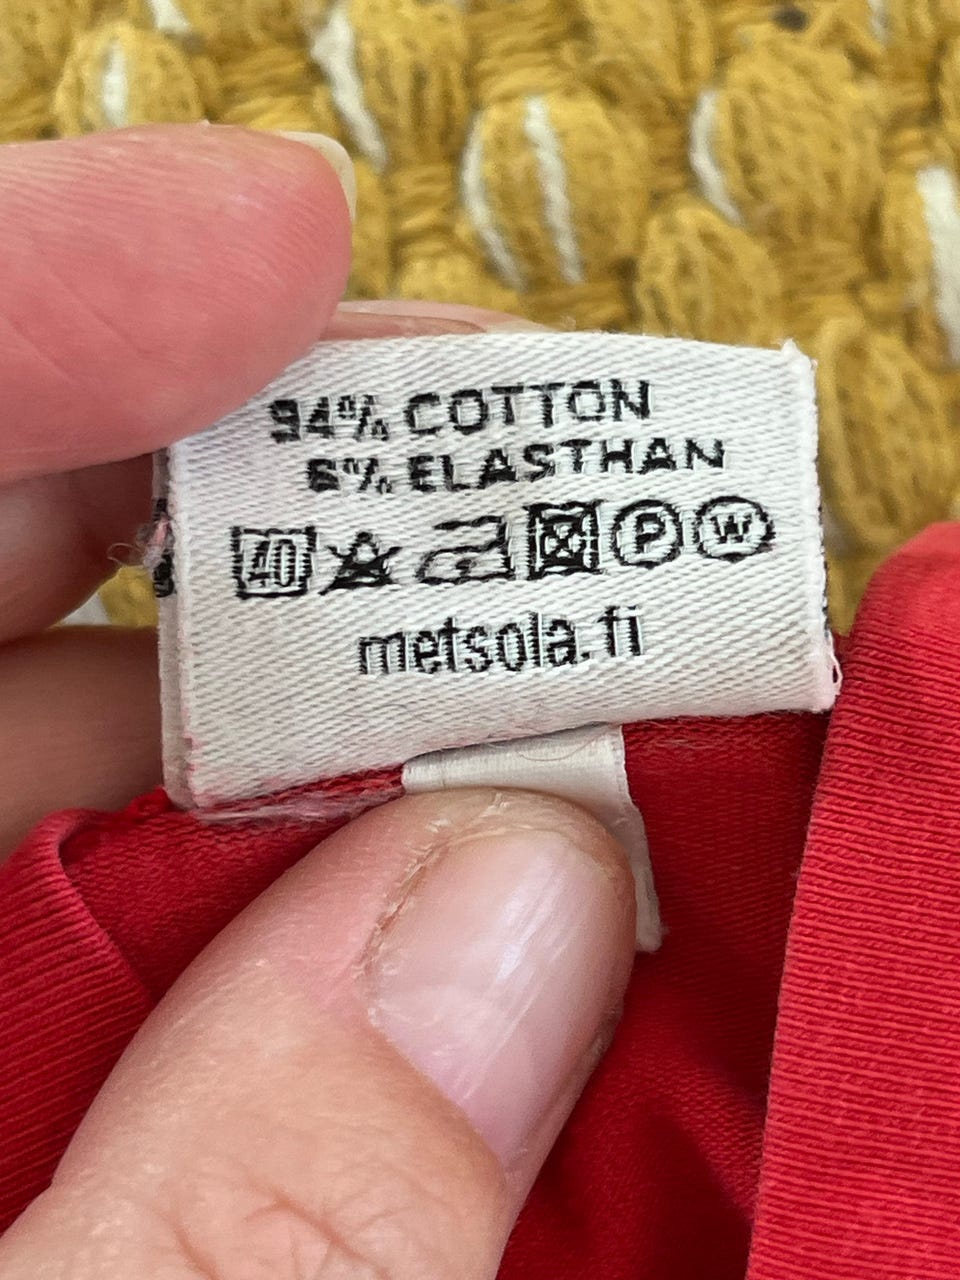 94% COTTON
6% ELASTHAN
40 P W
metsola.fi